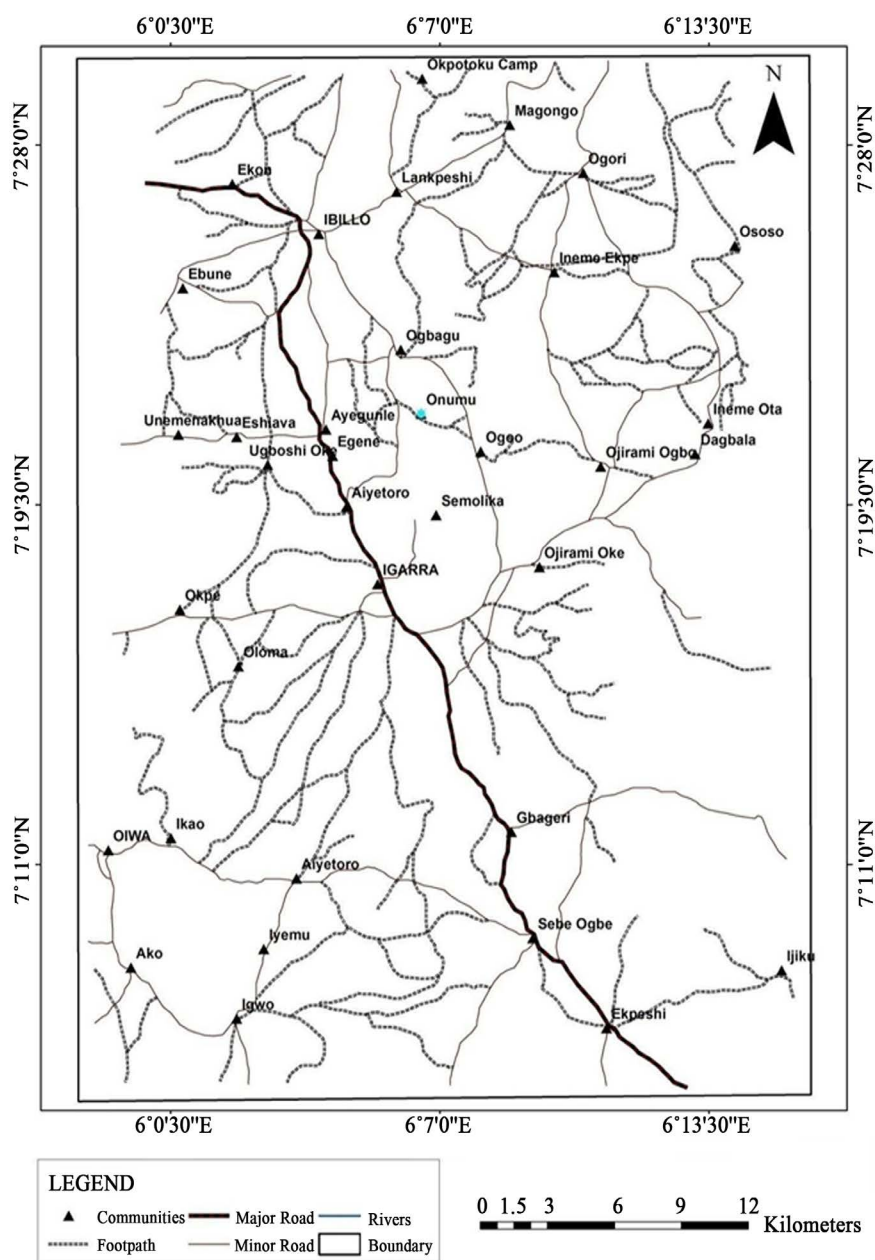 6°0'30"E 6°7'0"E 6°13'30"E
Okpotoku Camp
N
Magongo
7°28'0"N 7°28'0"N
Ogori
Ekon
Lankpeshi
IBILLO
Ososo
Ineme Ekpe
Ebune
Ogbagu
Onumu
Ineme Ota
Unemenakhua
Eshiava
Ayegunle
Egene
Ogoo
Dagbala
Ugboshi Oke
Ojirami Ogbo
Aiyetoro
Semolika
7°19'30"N 7°19'30"N
Ojirami Oke
IGARRA
Okpe
Oloma
Gbageri
Ikao
OIWA
7°11'0"N 7°11'0"N
Aiyetoro
Sebe Ogbe
Iyemu
Ako
Ijiku
Igwo
Ekpeshi
6°0'30"E 6°7'0"E 6°13'30"E
LEGEND
Communities Major Road Rivers
Footpath Minor Road Boundary
0 1.5 3 6 9 12
Kilometers